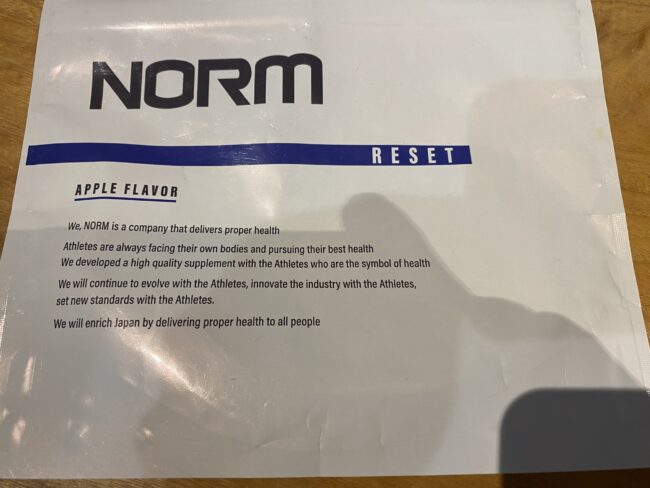 NORM
RESET
APPLE FLAVOR
We, NORM is a company that delivers proper health
Athletes are always facing their own bodies and pursuing their best health
We developed a high quality supplement with the Athletes who are the symbol of health
We will continue to evolve with the Athletes, innovate the industry with the Athletes,
set new standards with the Athletes.
We will enrich Japan by delivering proper health to all people